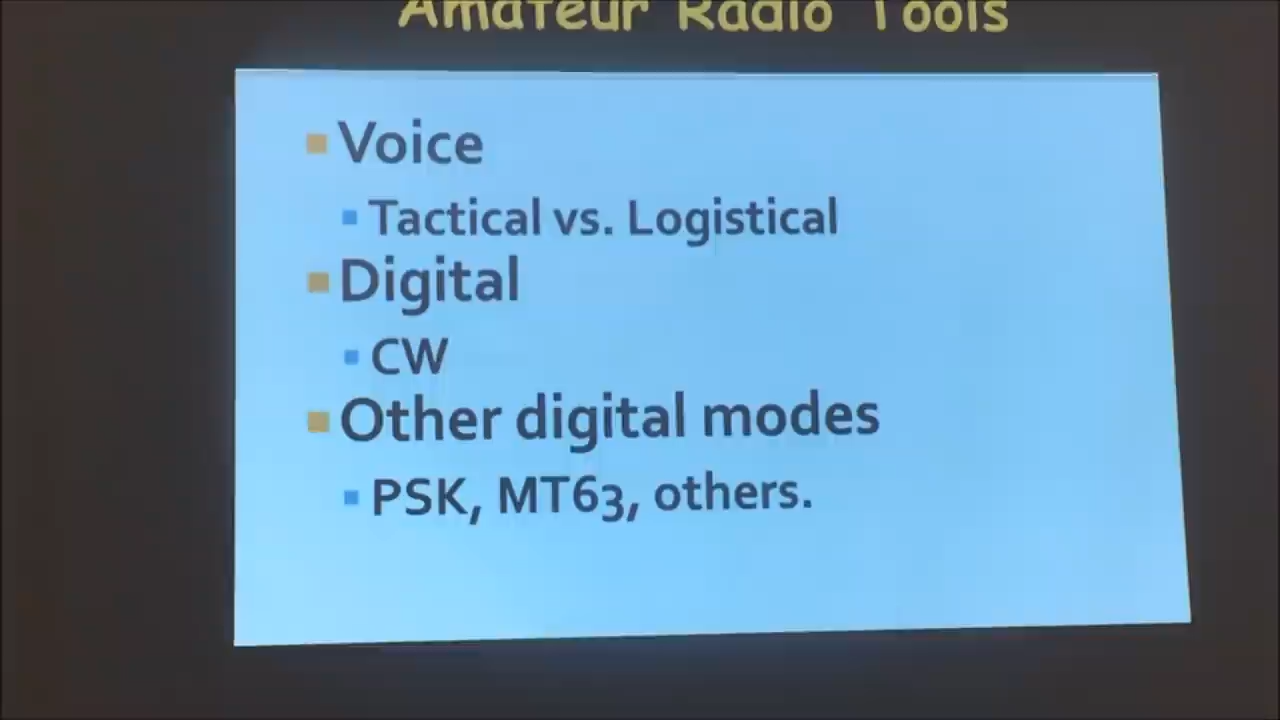 Amateur Radio Tools
Voice
Tactical vs. Logistical
Digital
CW
Other digital modes
PSK, MT63, others.